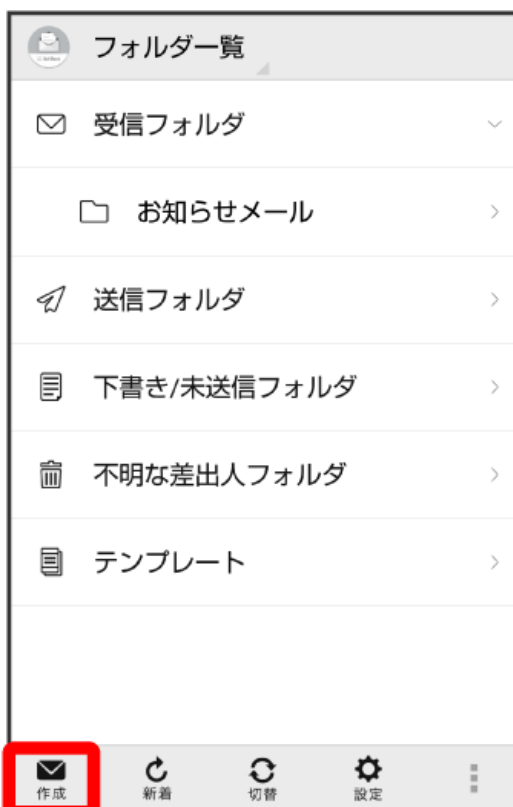 フォルダ一覧
受信フォルダ
お知らせメール
送信フォルダ
下書き/未送信フォルダ
不明な差出人フォルダ
テンプレート
作成 新着 切替 設定